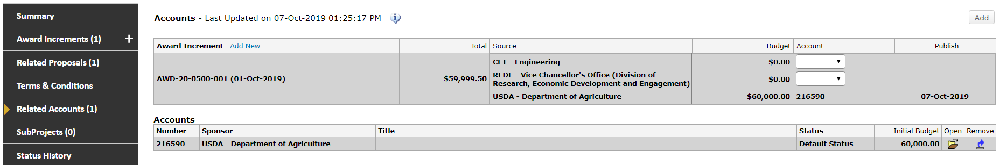 Summary
Award Increments (1)
Related Proposals (1)
Terms & Conditions
Related Accounts (1)
SubProjects (0)
Status History
Accounts - Last Updated on 07-Oct-2019 01:25:17 PM
Add
Award Increment Add New Total Source Budget Account Publish
AWD-20-0500-001 (01-Oct-2019) $59,999.50
CET - Engineering $0.00
REDE - Vice Chancellor's Office (Division of
Research, Economic Development and Engagement) $0.00
USDA - Department of Agriculture $60,000.00 216590 07-Oct-2019
Accounts
Number Sponsor Title Status Initial Budget Open Remove
216590 USDA - Department of Agriculture Default Status 60,000.00